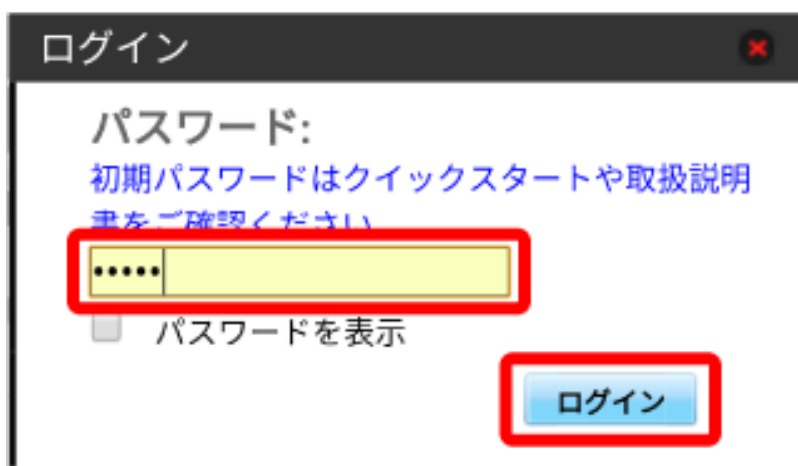 ログイン
パスワード:
初期パスワードはクイックスタートや取扱説明
書をご確認ください
•••••
パスワードを表示
ログイン